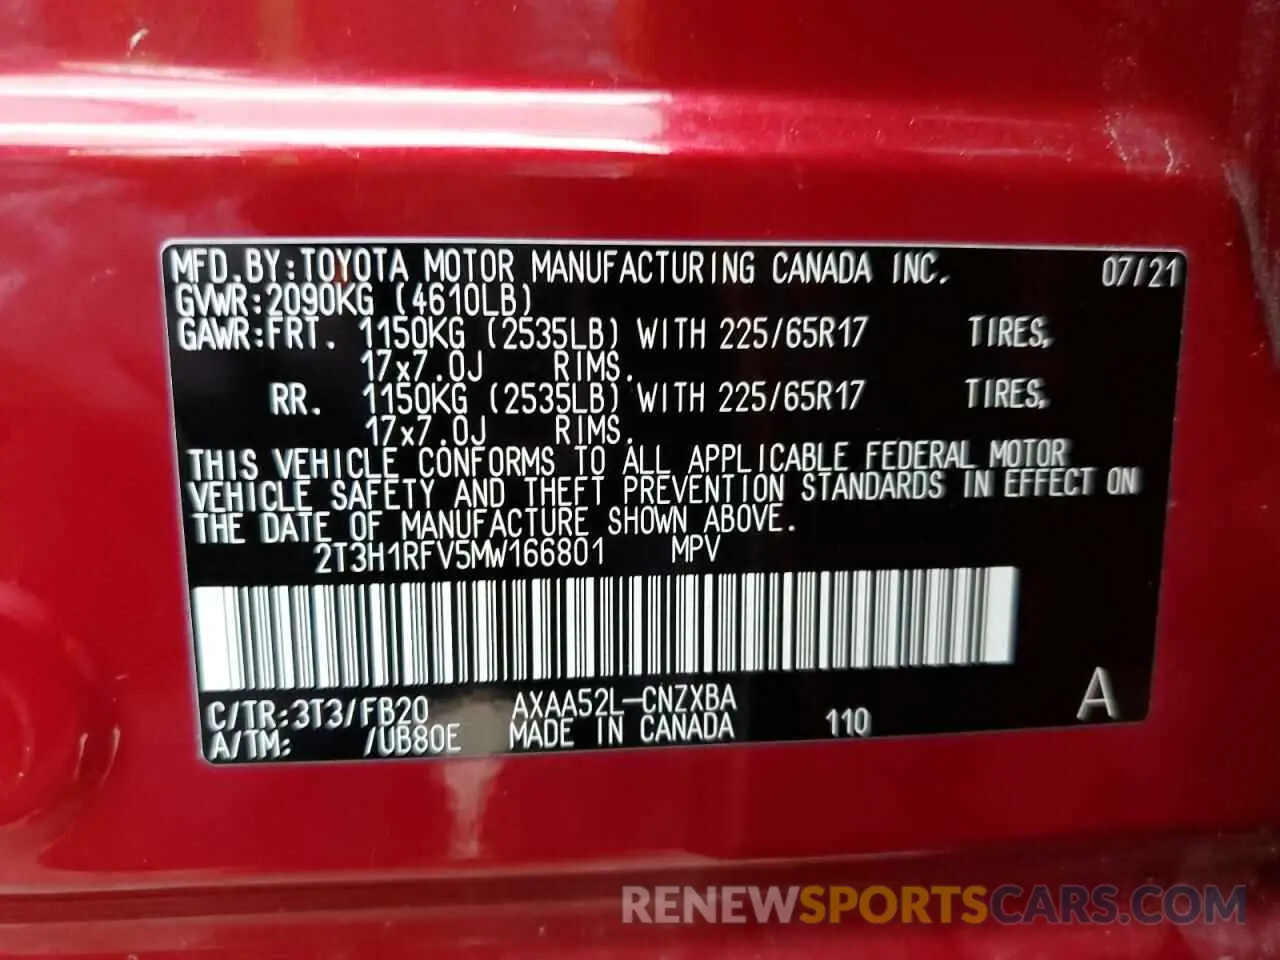 MFD.BY:TOYOTA MOTOR MANUFACTURING CANADA INC. 07/21
GVWR:2090KG (4610LB)
GAWR:FRT. 1150KG (2535LB) WITH 225/65R17 TIRES,
17x7.0J RIMS.
RR. 1150KG (2535LB) WITH 225/65R17 TIRES,
17x7.0J RIMS.
THIS VEHICLE CONFORMS TO ALL APPLICABLE FEDERAL MOTOR
VEHICLE SAFETY AND THEFT PREVENTION STANDARDS IN EFFECT ON
THE DATE OF MANUFACTURE SHOWN ABOVE.
2T3H1RFV5MW166801 MPV
C/TR:3T3/FB20 AXAA52L-CNZXBA A
A/TM: /UB80E MADE IN CANADA 110
RENEWSPORTSCARS.COM